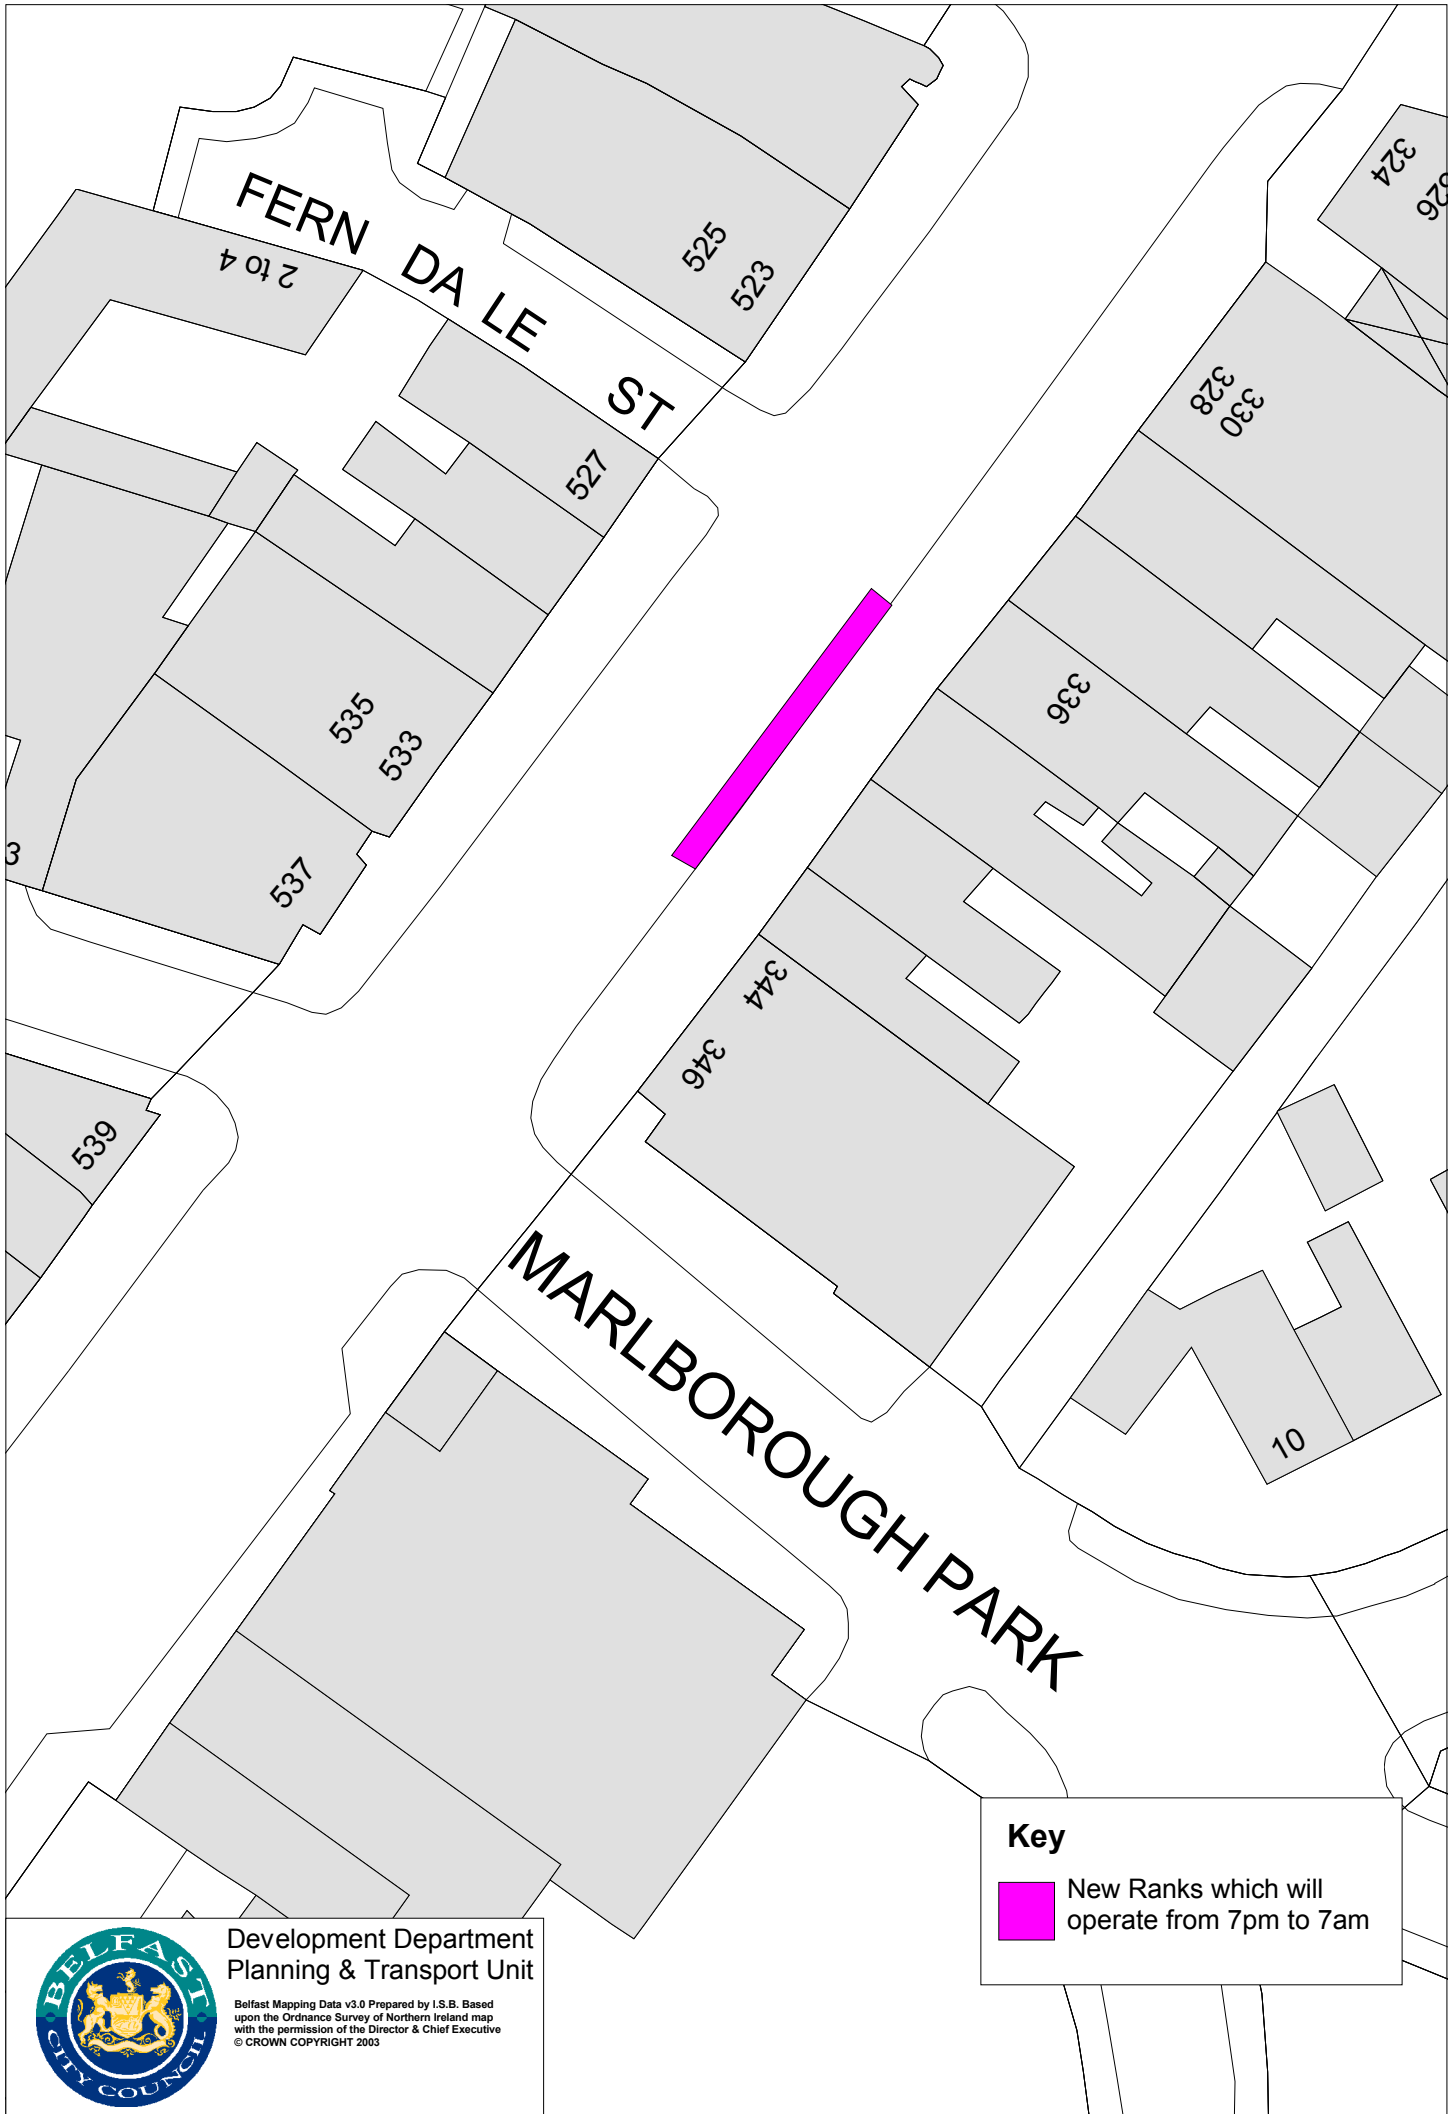 FERN DA LE ST
2 to 4
525
523
324
328
330
527
336
535
533
3
537
344
346
539
MARLBOROUGH PARK
10
Key
New Ranks which will
operate from 7pm to 7am
BELFAST
CITY COUNCIL
Development Department
Planning & Transport Unit
Belfast Mapping Data v3.0 Prepared by I.S.B. Based
upon the Ordnance Survey of Northern Ireland map
with the permission of the Director & Chief Executive
© CROWN COPYRIGHT 2003